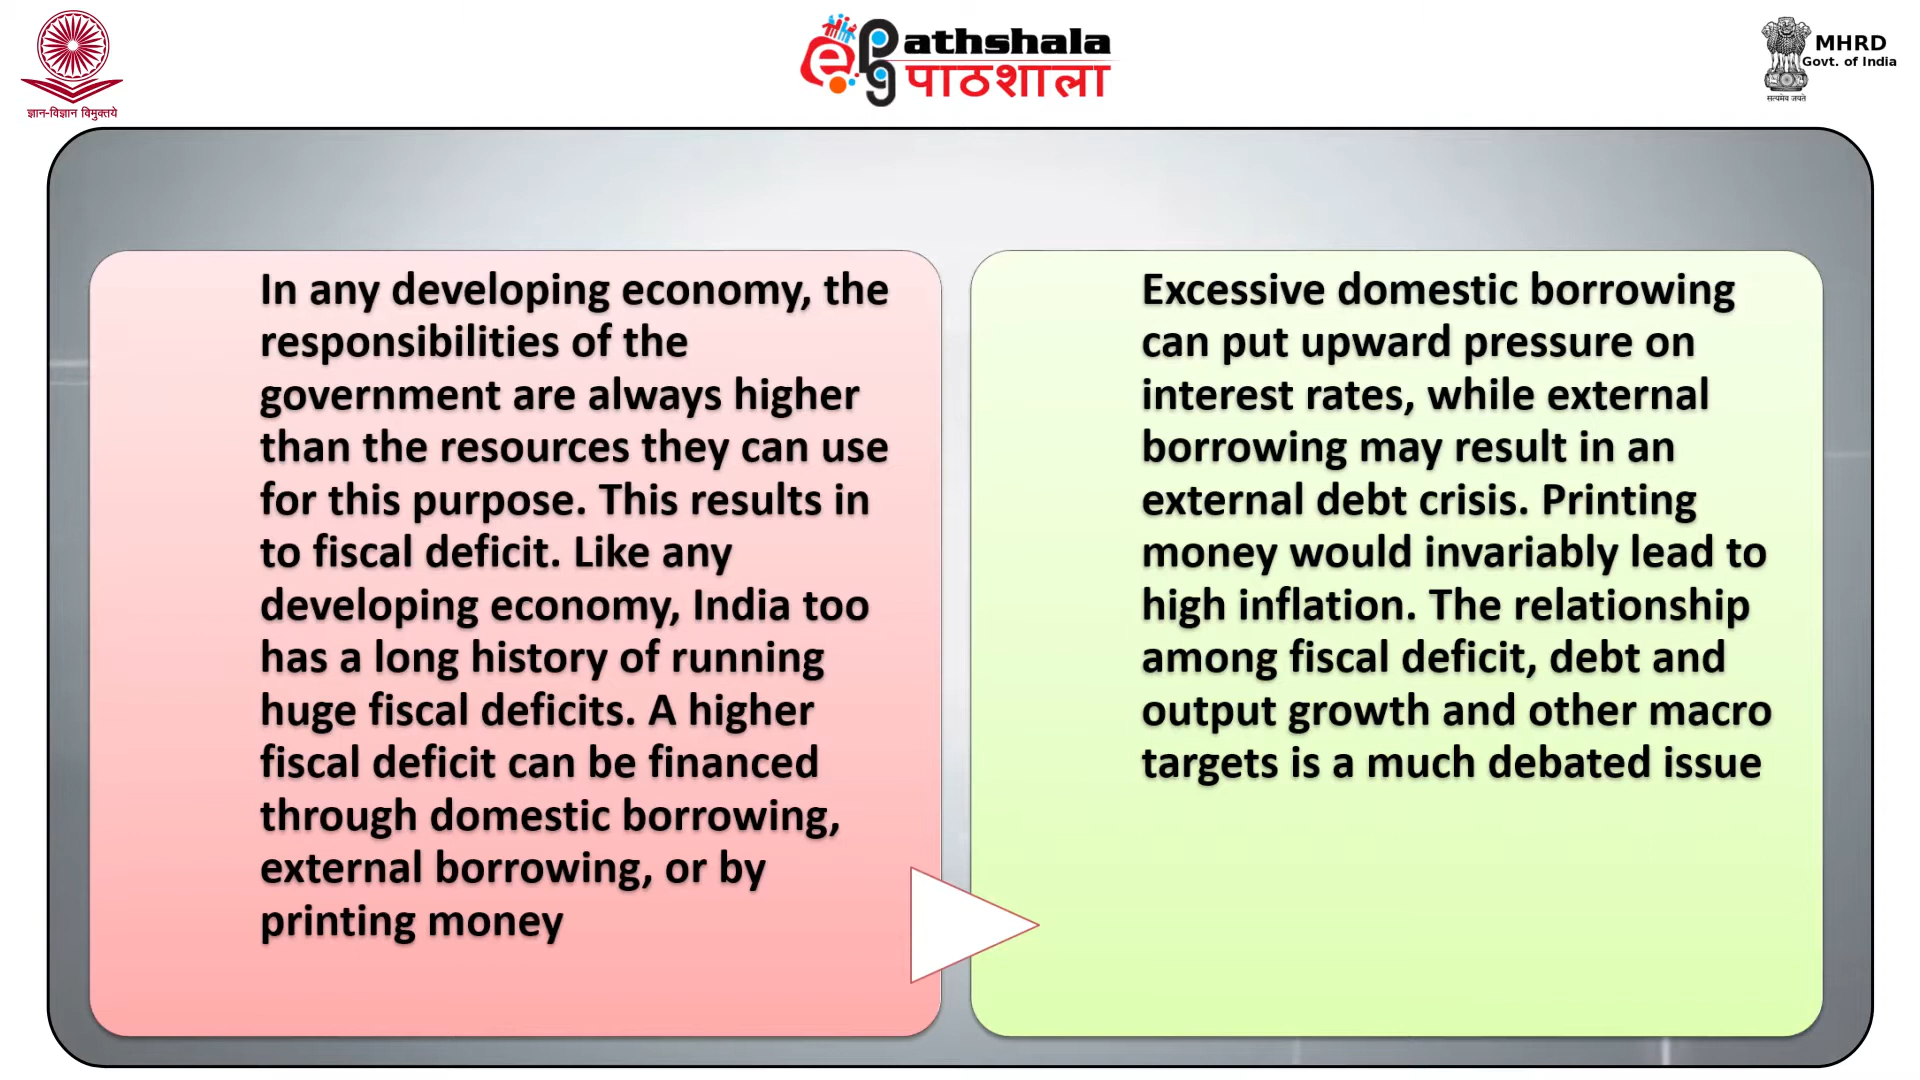 ज्ञान-विज्ञान विमुक्तये
e PG athshala
पाठशाला
सत्यमेव जयते
MHRD
Govt. of India
In any developing economy, the
responsibilities of the
government are always higher
than the resources they can use
for this purpose. This results in
to fiscal deficit. Like any
developing economy, India too
has a long history of running
huge fiscal deficits. A higher
fiscal deficit can be financed
through domestic borrowing,
external borrowing, or by
printing money
Excessive domestic borrowing
can put upward pressure on
interest rates, while external
borrowing may result in an
external debt crisis. Printing
money would invariably lead to
high inflation. The relationship
among fiscal deficit, debt and
output growth and other macro
targets is a much debated issue